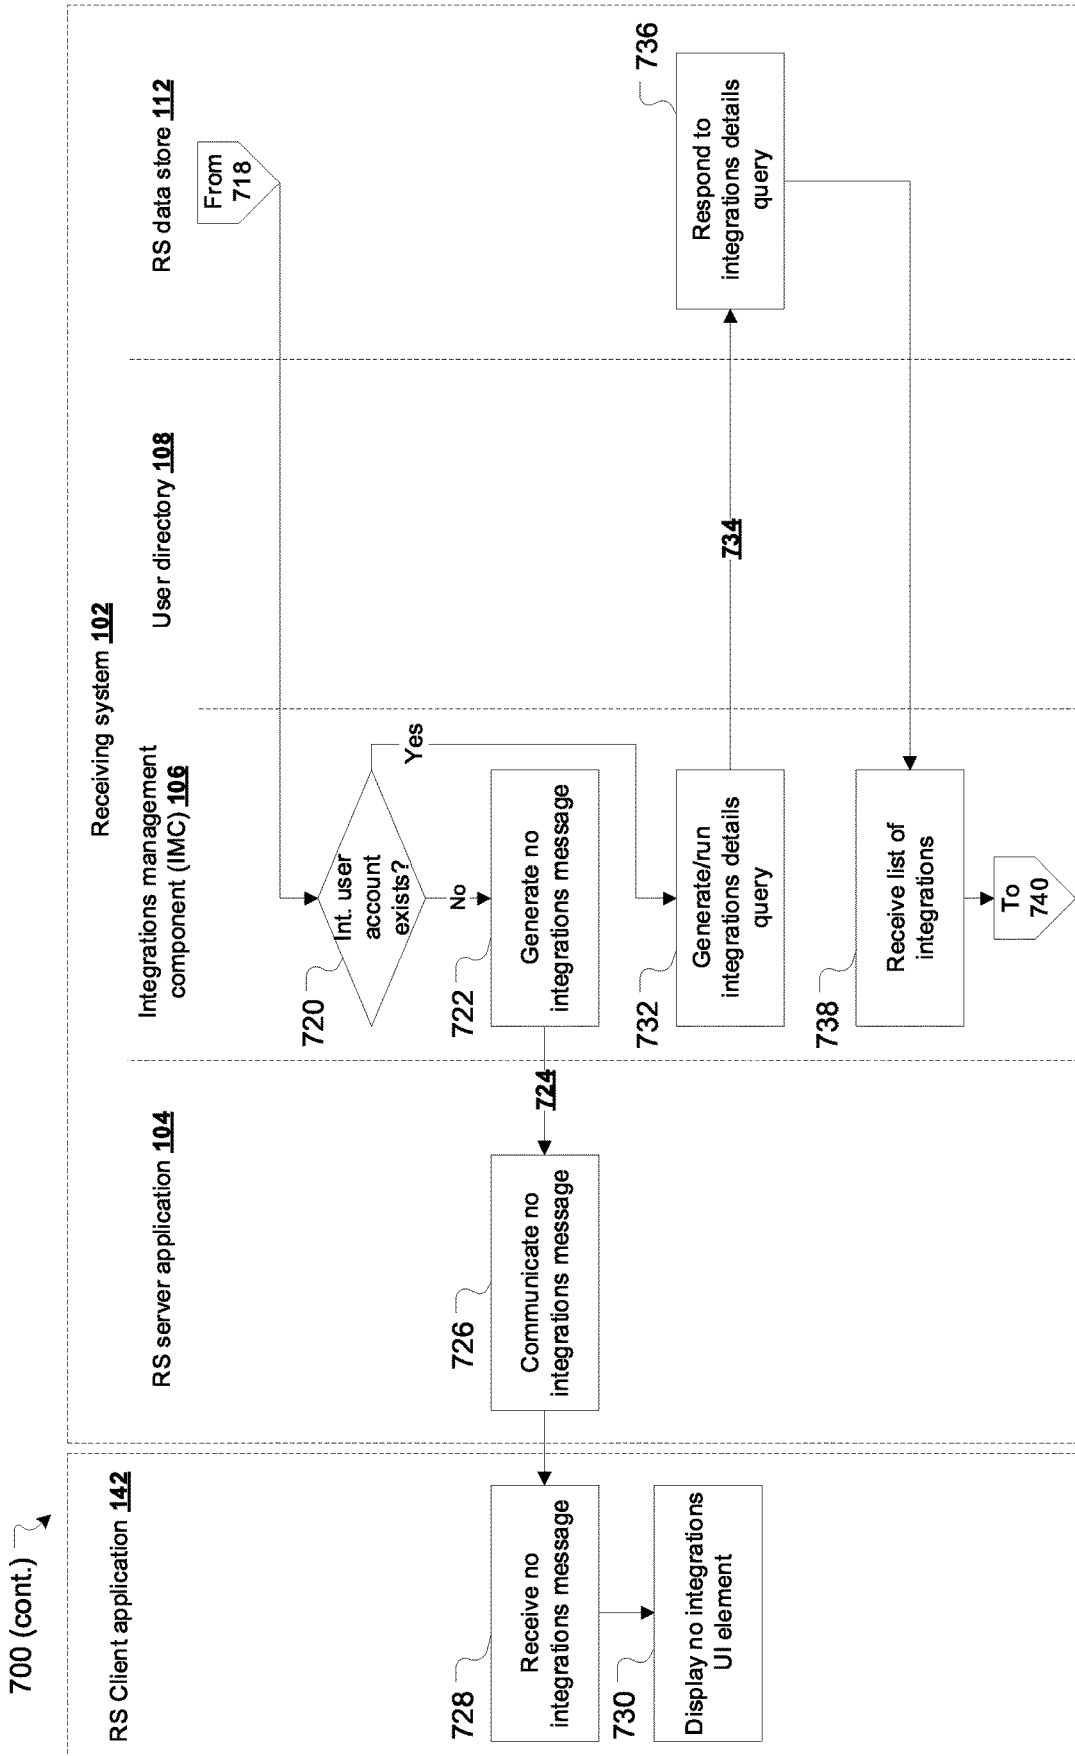 700 (cont.)
RS Client application 142
Receiving system 102
RS server application 104
Integrations management
component (IMC) 106
User directory 108
RS data store 112
From
718
720
Int. user
account
exists?
Yes
No
722
Generate no
integrations message
724
726
Communicate no
integrations message
728
Receive no
integrations message
730
Display no integrations
UI element
732
Generate/run
integrations details
query
734
736
Respond to
integrations details
query
738
Receive list of
integrations
To
740